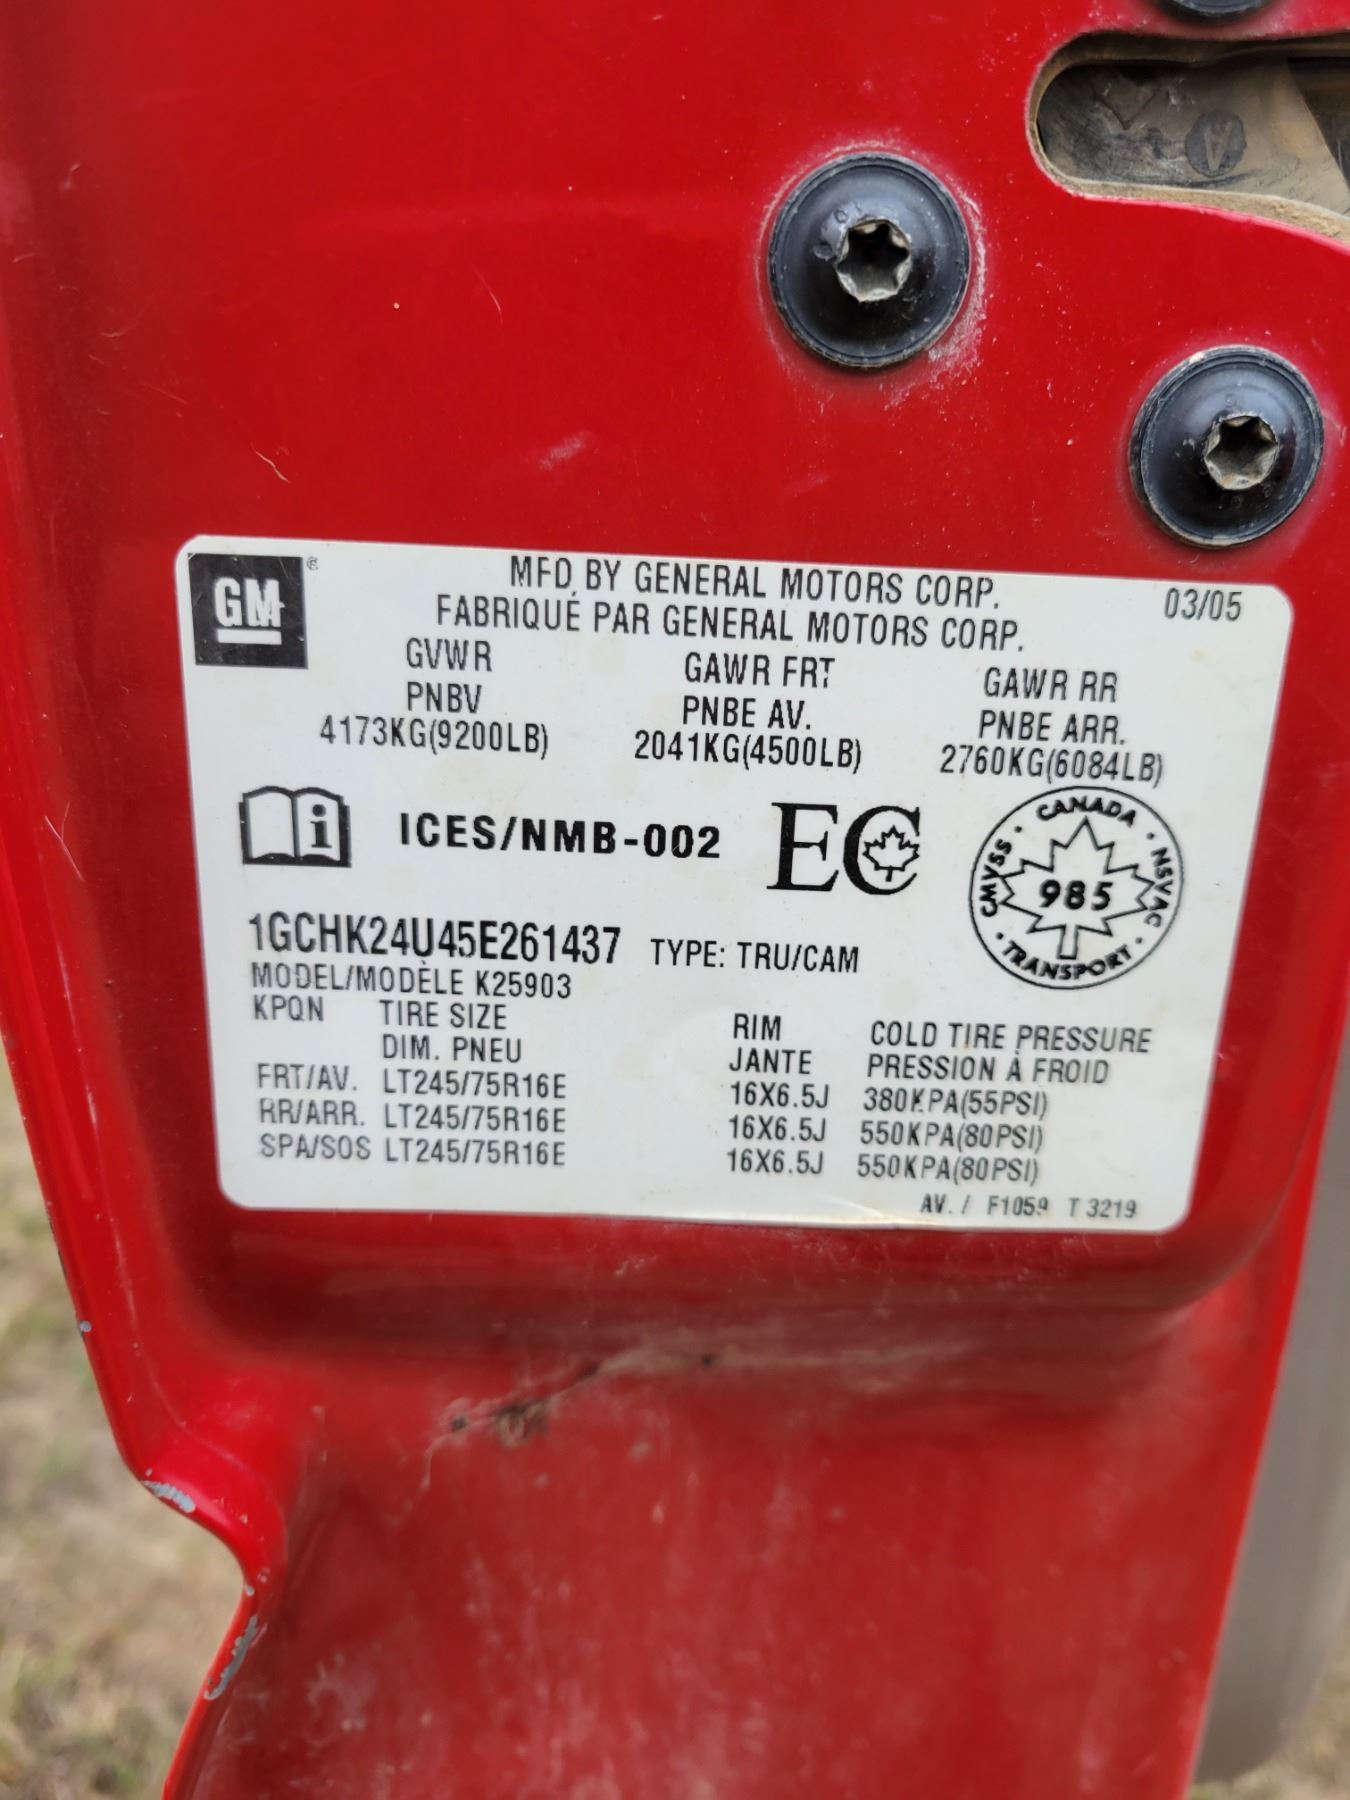 GM
MFD. BY GENERAL MOTORS CORP.
03/05
FABRIQUÉ PAR GENERAL MOTORS CORP.
GVWR GAWR FRT GAWR RR
PNBV PNBE AV. PNBE ARR.
4173KG(9200LB) 2041KG(4500LB) 2760KG(6084LB)
i ICES/NMB-002 EC
CANADA
CMVSS 985 NSVAC
TRANSPORT
1GCHK24U45E261437 TYPE: TRU/CAM
MODEL/MODÈLE K25903
KPQN TIRE SIZE RIM COLD TIRE PRESSURE
DIM. PNEU JANTE PRESSION À FROID
FRT/AV. LT245/75R16E 16X6.5J 380KPA(55PSI)
RR/ARR. LT245/75R16E 16X6.5J 550KPA(80PSI)
SPA/SOS LT245/75R16E 16X6.5J 550KPA(80PSI)
AV. / F1059 T 3219